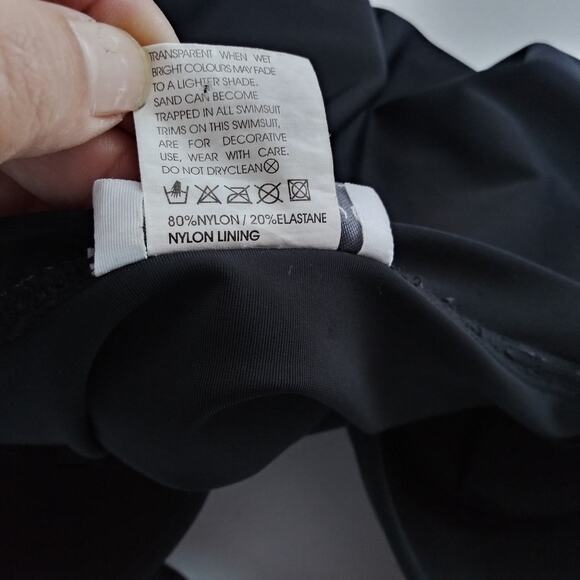 TRANSPARENT WHEN WET
BRIGHT COLOURS MAY FADE
TO A LIGHTER SHADE.
SAND CAN BECOME
TRAPPED IN ALL SWIMSUIT
TRIMS ON THIS SWIMSUIT,
ARE FOR DECORATIVE
USE, WEAR WITH CARE.
DO NOT DRYCLEAN
80%NYLON / 20%ELASTANE
NYLON LINING